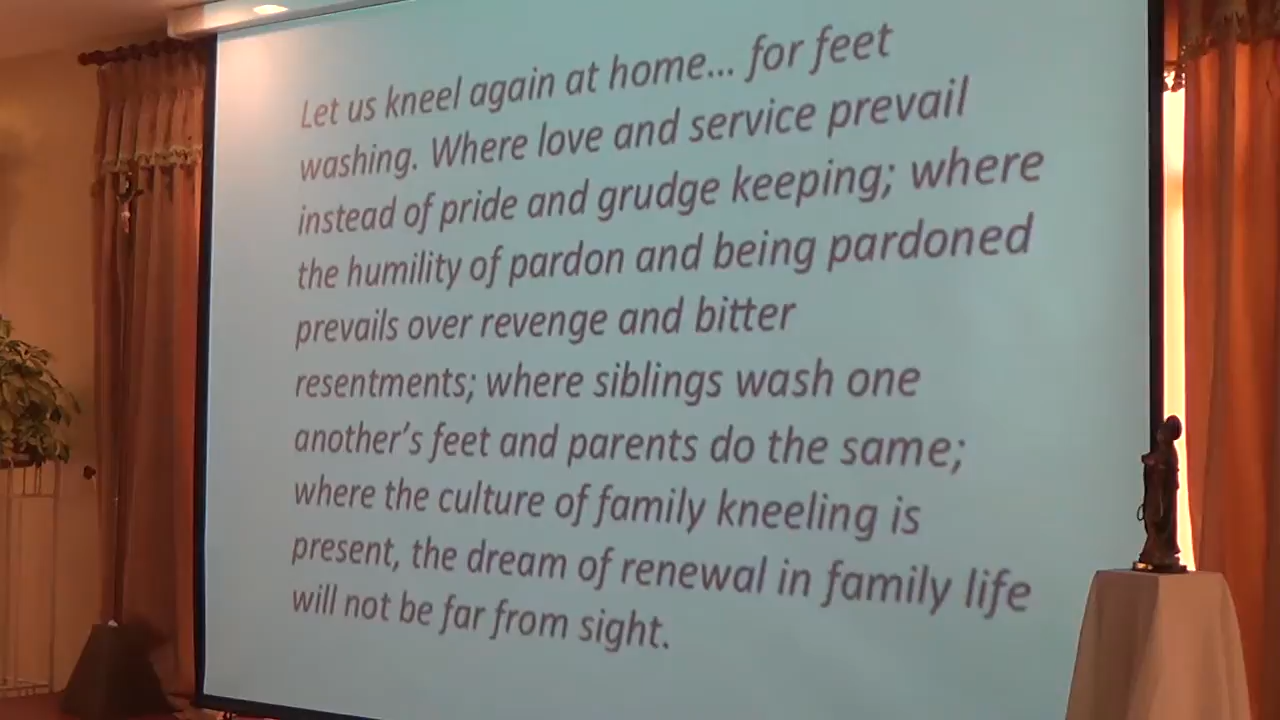 Let us kneel again at home... for feet
washing. Where love and service prevail
instead of pride and grudge keeping; where
the humility of pardon and being pardoned
prevails over revenge and bitter
resentments; where siblings wash one
another’s feet and parents do the same;
where the culture of family kneeling is
present, the dream of renewal in family life
will not be far from sight.